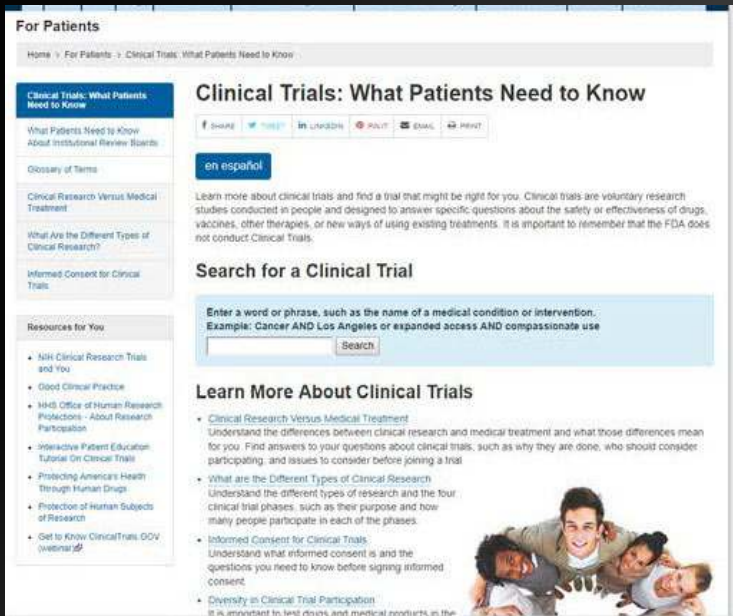 For Patients
Home > For Patients > Clinical Trials: What Patients Need to Know
Clinical Trials: What Patients
Need to Know
What Patients Need to Know
About Institutional Review Boards
Glossary of Terms
Clinical Research Versus Medical
Treatment
What Are the Different Types of
Clinical Research?
Informed Consent for Clinical
Trials
Resources for You
NIH Clinical Research Trials
and You
Good Clinical Practice
HHS Office of Human Research
Protections - About Research
Participation
Interactive Patient Education
Tutorial On Clinical Trials
Protecting America's Health
Through Human Drugs
Protection of Human Subjects
of Research
Get to Know ClinicalTrials.GOV
(webinar)
Clinical Trials: What Patients Need to Know
SHARE TWEET LINKEDIN PIN IT EMAIL PRINT
en español
Learn more about clinical trials and find a trial that might be right for you. Clinical trials are voluntary research
studies conducted in people and designed to answer specific questions about the safety or effectiveness of drugs,
vaccines, other therapies, or new ways of using existing treatments. It is important to remember that the FDA does
not conduct Clinical Trials.
Search for a Clinical Trial
Enter a word or phrase, such as the name of a medical condition or intervention.
Example: Cancer AND Los Angeles or expanded access AND compassionate use
Search
Learn More About Clinical Trials
Clinical Research Versus Medical Treatment
Understand the differences between clinical research and medical treatment and what those differences mean
for you. Find answers to your questions about clinical trials, such as why they are done, who should consider
participating, and issues to consider before joining a trial
What are the Different Types of Clinical Research
Understand the different types of research and the four
clinical trial phases, such as their purpose and how
many people participate in each of the phases.
Informed Consent for Clinical Trials
Understand what informed consent is and the
questions you need to know before signing informed
consent
Diversity in Clinical Trial Participation
It is important to test drugs and medical products in the